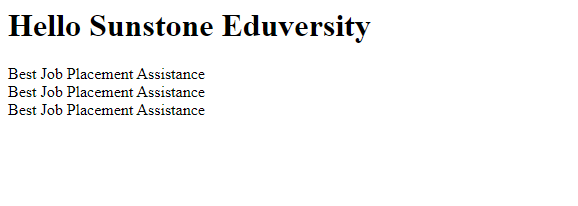 Hello Sunstone Eduversity
Best Job Placement Assistance
Best Job Placement Assistance
Best Job Placement Assistance